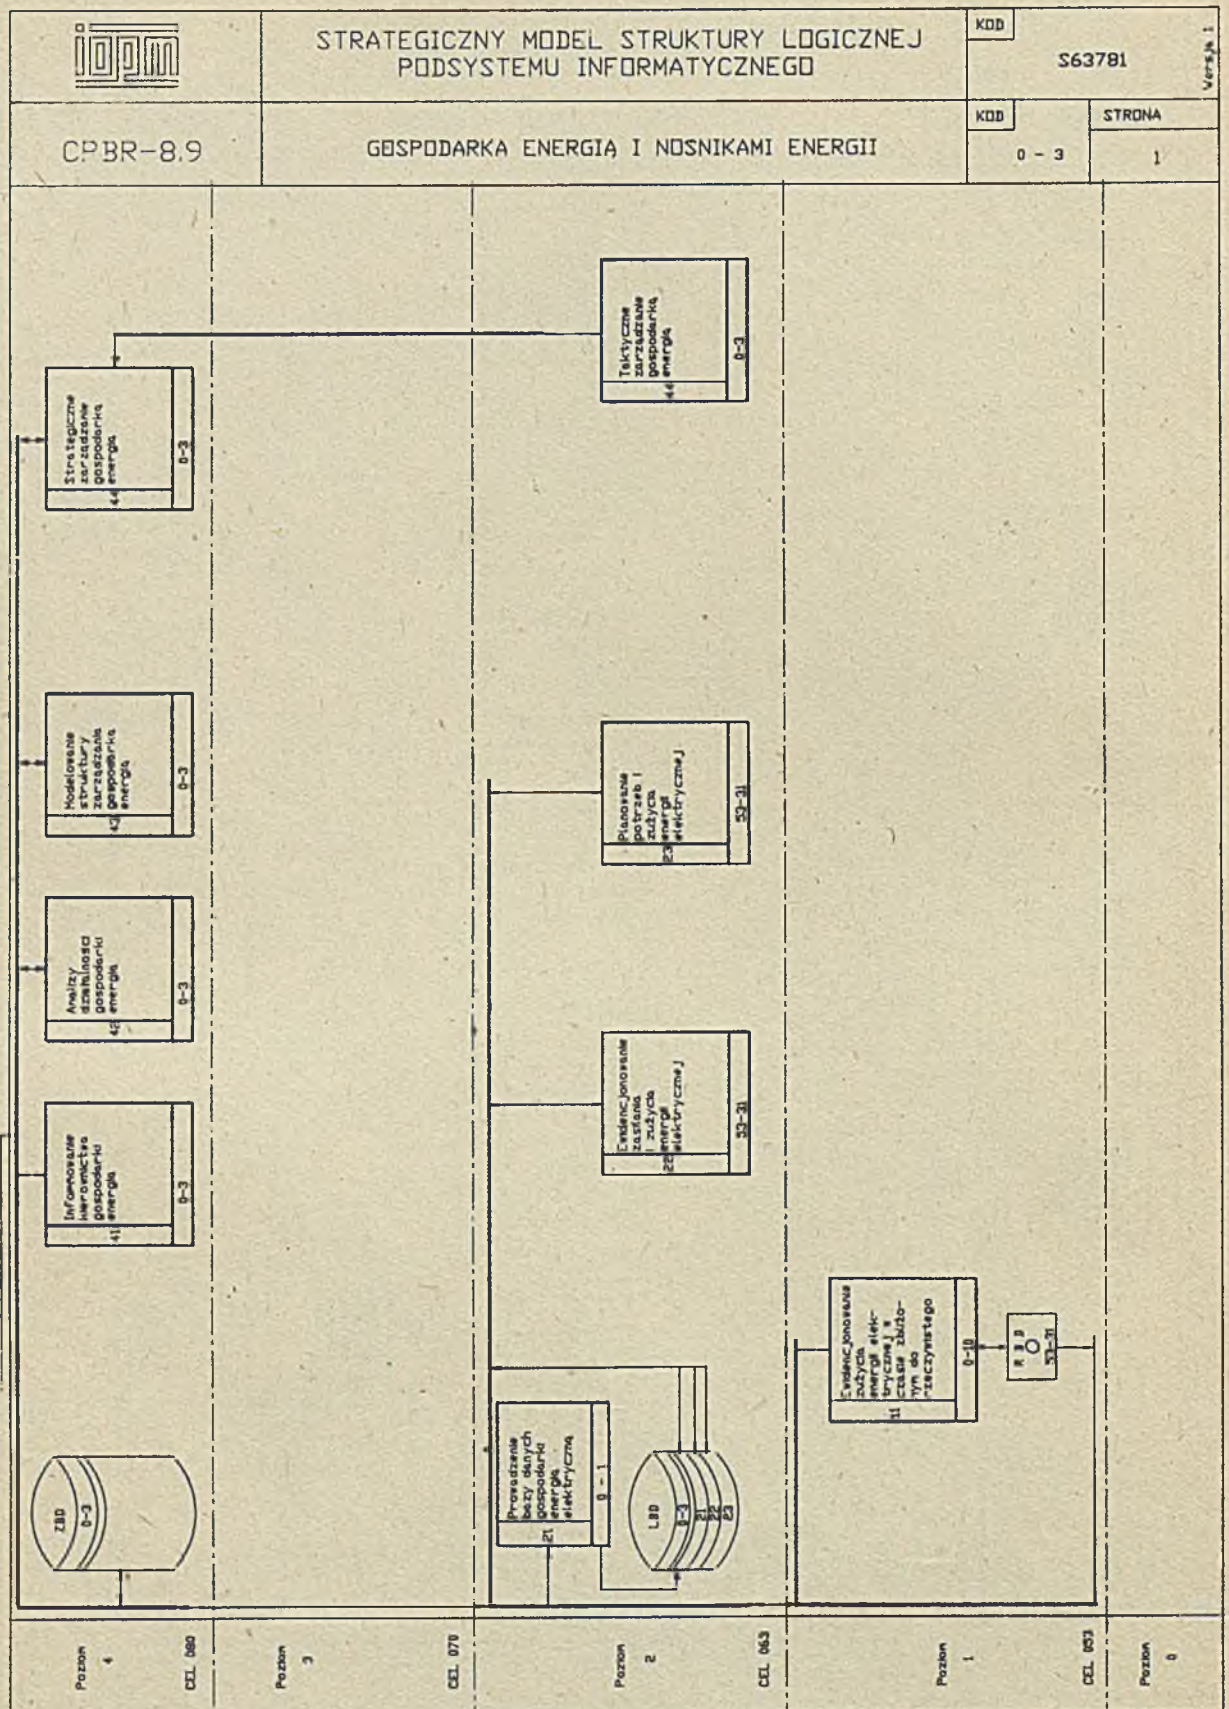 STRATEGICZNY MODEL STRUKTURY LOGICZNEJ
PODSYSTEMU INFORMATYCZNEGO
KOD
S63781
Wersja 1
CPBR-8.9
GOSPODARKA ENERGIĄ I NOSNIKAMI ENERGII
KOD
0 - 3
STRONA
1
Strategiczne
zarządzanie
gospodarką
energią
44
0-3
Taktyczne
zarządzanie
gospodarką
energią
44
0-3
Modelowanie
struktury
zarządzania
gospodarką
energią
43
0-3
Planowanie
potrzeb i
zużycia
energii
elektrycznej
23
53-31
Analizy
działalności
gospodarki
energią
42
0-3
Ewidencjonowanie
zasilania
i zużycia
energii
elektrycznej
22
53-31
Informowanie
kierownictwa
gospodarki
energią
41
0-3
Ewidencjonowanie
zużycia
energii elek-
trycznej w
czasie zbliżo-
nym do
rzeczywistego
11
0-10
R B D
53-31
ZBD
0-3
Prowadzenie
bazy danych
gospodarki
energią
elektryczną
21
0 - 1
LBD
0-3
21
22
23
Poziom
4
CEL 080
Poziom
3
CEL 070
Poziom
2
CEL 063
Poziom
1
CEL 053
Poziom
0